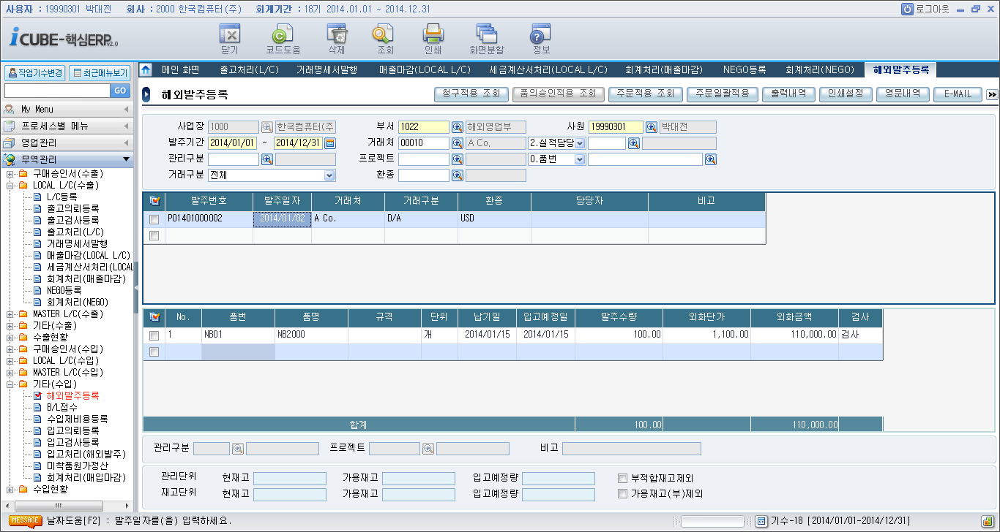 사용자 : 19990301 박대전 회사 : 2000 한국컴퓨터(주) 회계기간 : 18기 2014.01.01 ~ 2014.12.31 로그아웃
iCUBE-핵심ERP v2.0
닫기 코드도움 삭제 조회 인쇄 화면분할 정보
작업기수변경 최근메뉴보기
메인 화면 출고처리(L/C) 거래명세서발행 매출마감(LOCAL L/C) 세금계산서처리(LOCAL L/C) 회계처리(매출마감) NEGO등록 회계처리(NEGO) 해외발주등록
GO
해외발주등록 청구적용 조회 품의승인적용 조회 주문적용 조회 주문일괄적용 출력내역 인쇄설정 영문내역 E-MAIL
My Menu
프로세스별 메뉴
영업관리
무역관리
구매승인서(수출)
LOCAL L/C(수출)
L/C등록
출고의뢰등록
출고검사등록
출고처리(L/C)
거래명세서발행
매출마감(LOCAL L/C)
세금계산서처리(LOCAL
회계처리(매출마감)
NEGO등록
회계처리(NEGO)
MASTER L/C(수출)
기타(수출)
수출현황
구매승인서(수입)
LOCAL L/C(수입)
MASTER L/C(수입)
기타(수입)
해외발주등록
B/L접수
수입제비용등록
입고의뢰등록
입고검사등록
입고처리(해외발주)
미착품원가정산
회계처리(매입마감)
수입현황
사업장 1000 한국컴퓨터(주 부서 1022 해외영업부 사원 19990301 박대전
발주기간 2014/01/01 ~ 2014/12/31 거래처 00010 A Co. 2.실적담당
관리구분 프로젝트 0.품번
거래구분 전체 환종
발주번호 발주일자 거래처 거래구분 환종 담당자 비고
PO1401000002 2014/01/02 A Co. D/A USD
No. 품번 품명 규격 단위 납기일 입고예정일 발주수량 외화단가 외화금액 검사
1 NB01 NB2000 개 2014/01/15 2014/01/15 100.00 1,100.00 110,000.00 검사
합계 100.00 110,000.00
관리구분 프로젝트 비고
관리단위 현재고 가용재고 입고예정량 부적합재고제외
재고단위 현재고 가용재고 입고예정량 가용재고(부)제외
MESSAGE 날짜도움[F2] : 발주일자를(을) 입력하세요. 기수-18 [2014/01/01-2014/12/31]